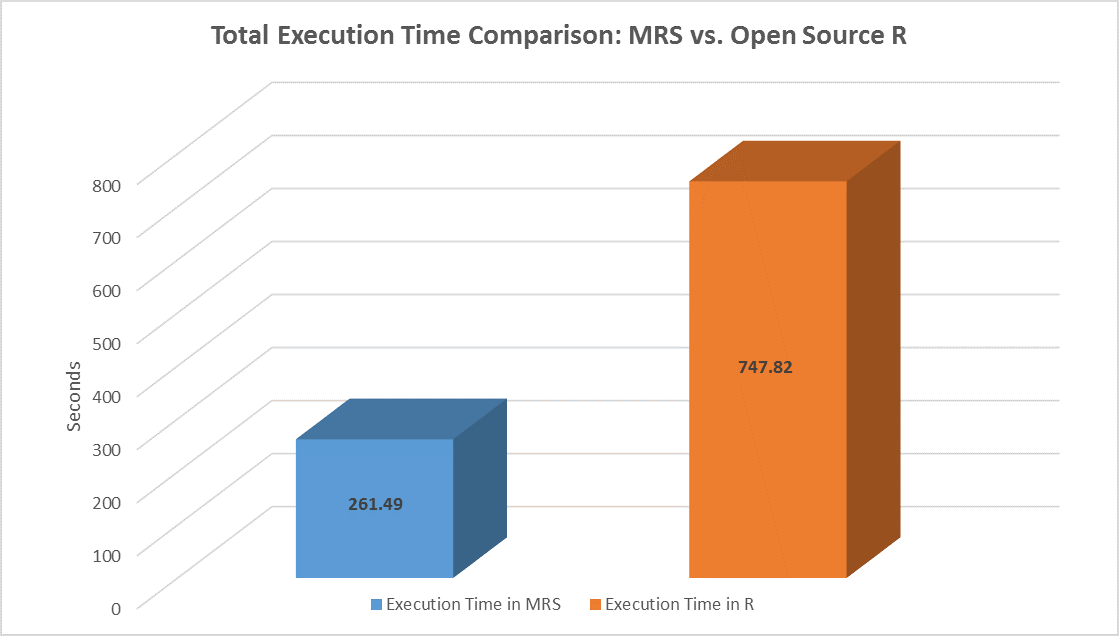 Total Execution Time Comparison: MRS vs. Open Source R
800
700
600
500
400
300
200
100
0
Seconds
261.49
747.82
Execution Time in MRS
Execution Time in R